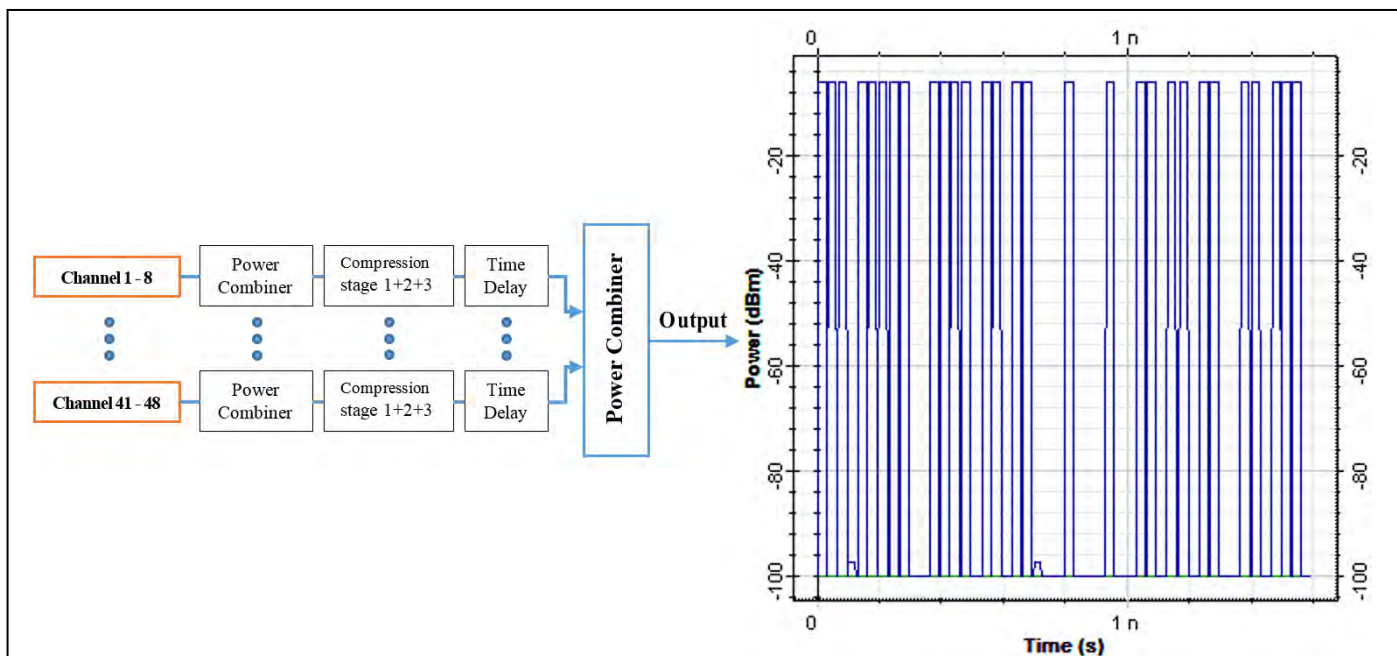 Channel 1 - 8
Power
Combiner
Compression
stage 1+2+3
Time
Delay
Channel 41 - 48
Power
Combiner
Compression
stage 1+2+3
Time
Delay
Power Combiner
Output
0
1 n
Power (dBm)
-20
-40
-60
-80
-100
-20
-40
-60
-80
-100
0
1 n
Time (s)